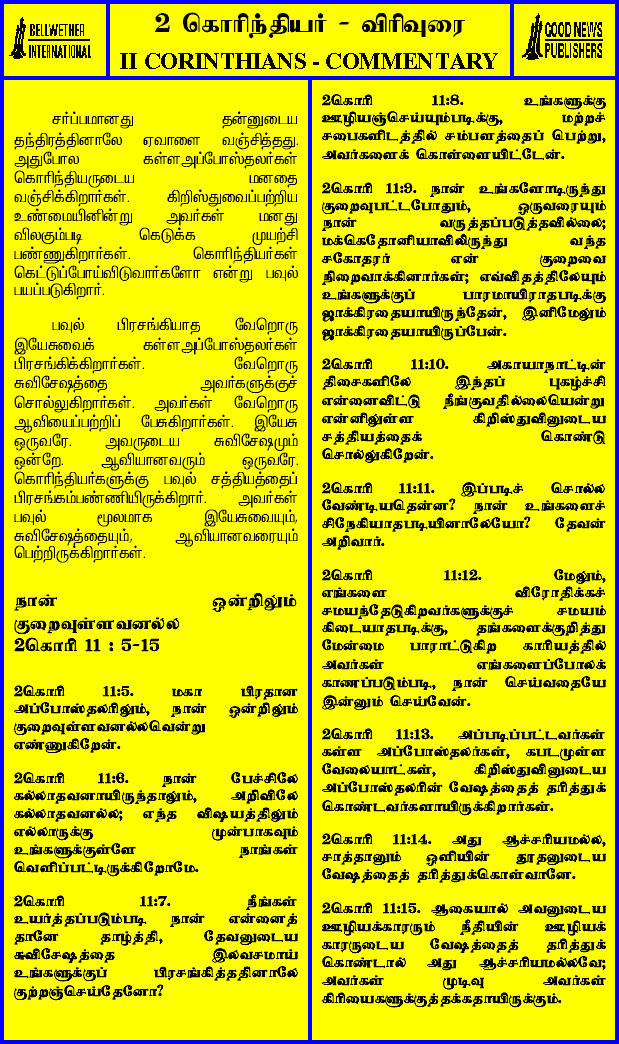 BELLWETHER
INTERNATIONAL
2 கொரிந்தியர் - விரிவுரை
II CORINTHIANS - COMMENTARY
GOOD NEWS
PUBLISHERS
சர்ப்பமானது தன்னுடைய
தந்திரத்தினாலே ஏவாளை வஞ்சித்தது.
அதுபோல கள்ளஅப்போஸ்தலர்கள்
கொரிந்தியருடைய மனதை
வஞ்சிக்கிறார்கள். கிறிஸ்துவைப்பற்றிய
உண்மையினின்று அவர்கள் மனது
விலகும்படி கெடுக்க முயற்சி
பண்ணுகிறார்கள். கொரிந்தியர்கள்
கெட்டுப்போய்விடுவார்களோ என்று பவுல்
பயப்படுகிறார்.
பவுல் பிரசங்கியாத வேறொரு
இயேசுவைக் கள்ளஅப்போஸ்தலர்கள்
பிரசங்கிக்கிறார்கள். வேறொரு
சுவிசேஷத்தை அவர்களுக்குச்
சொல்லுகிறார்கள். அவர்கள் வேறொரு
ஆவியைப்பற்றிப் பேசுகிறார்கள். இயேசு
ஒருவரே. அவருடைய சுவிசேஷமும்
ஒன்றே. ஆவியானவரும் ஒருவரே.
கொரிந்தியர்களுக்கு பவுல் சத்தியத்தைப்
பிரசங்கம்பண்ணியிருக்கிறார். அவர்கள்
பவுல் மூலமாக இயேசுவையும்,
சுவிசேஷத்தையும், ஆவியானவரையும்
பெற்றிருக்கிறார்கள்.
நான் ஒன்றிலும்
குறைவுள்ளவனல்ல
2கொரி 11 : 5-15
2கொரி 11:5. மகா பிரதான
அப்போஸ்தலரிலும், நான் ஒன்றிலும்
குறைவுள்ளவனல்லவென்று
எண்ணுகிறேன்.
2கொரி 11:6. நான் பேச்சிலே
கல்லாதவனாயிருந்தாலும், அறிவிலே
கல்லாதவனல்ல; எந்த விஷயத்திலும்
எல்லாருக்கு முன்பாகவும்
உங்களுக்குள்ளே நாங்கள்
வெளிப்பட்டிருக்கிறோமே.
2கொரி 11:7. நீங்கள்
உயர்த்தப்படும்படி நான் என்னைத்
தானே தாழ்த்தி, தேவனுடைய
சுவிசேஷத்தை இலவசமாய்
உங்களுக்குப் பிரசங்கித்ததினாலே
குற்றஞ்செய்தேனோ?
2கொரி 11:8. உங்களுக்கு
ஊழியஞ்செய்யும்படிக்கு, மற்றச்
சபைகளிடத்தில் சம்பளத்தைப் பெற்று,
அவர்களைக் கொள்ளையிட்டேன்.
2கொரி 11:9. நான் உங்களோடிருந்து
குறைவுபட்டபோதும், ஒருவரையும்
நான் வருத்தப்படுத்தவில்லை;
மக்கெதோனியாவிலிருந்து வந்த
சகோதரர் என் குறைவை
நிறைவாக்கினார்கள்; எவ்விதத்திலேயும்
உங்களுக்குப் பாரமாயிராதபடிக்கு
ஜாக்கிரதையாயிருந்தேன், இனிமேலும்
ஜாக்கிரதையாயிருப்பேன்.
2கொரி 11:10. அகாயாநாட்டின்
திசைகளிலே இந்தப் புகழ்ச்சி
என்னைவிட்டு நீங்குவதில்லையென்று
என்னிலுள்ள கிறிஸ்துவினுடைய
சத்தியத்தைக் கொண்டு
சொல்லுகிறேன்.
2கொரி 11:11. இப்படிச் சொல்ல
வேண்டியதென்ன? நான் உங்களைச்
சிநேகியாதபடியினாலேயோ? தேவன்
அறிவார்.
2கொரி 11:12. மேலும்,
எங்களை விரோதிக்கச்
சமயந்தேடுகிறவர்களுக்குச் சமயம்
கிடையாதபடிக்கு, தங்களைக்குறித்து
மேன்மை பாராட்டுகிற காரியத்தில்
அவர்கள் எங்களைப்போலக்
காணப்படும்படி, நான் செய்வதையே
இன்னும் செய்வேன்.
2கொரி 11:13. அப்படிப்பட்டவர்கள்
கள்ள அப்போஸ்தலர்கள், கபடமுள்ள
வேலையாட்கள், கிறிஸ்துவினுடைய
அப்போஸ்தலரின் வேஷத்தைத் தரித்துக்
கொண்டவர்களாயிருக்கிறார்கள்.
2கொரி 11:14. அது ஆச்சரியமல்ல,
சாத்தானும் ஒளியின் தூதனுடைய
வேஷத்தைத் தரித்துக்கொள்வானே.
2கொரி 11:15. ஆகையால் அவனுடைய
ஊழியக்காரரும் நீதியின் ஊழியக்
காரருடைய வேஷத்தைத் தரித்துக்
கொண்டால் அது ஆச்சரியமல்லவே;
அவர்கள் முடிவு அவர்கள்
கிரியைகளுக்குத்தக்கதாயிருக்கும்.